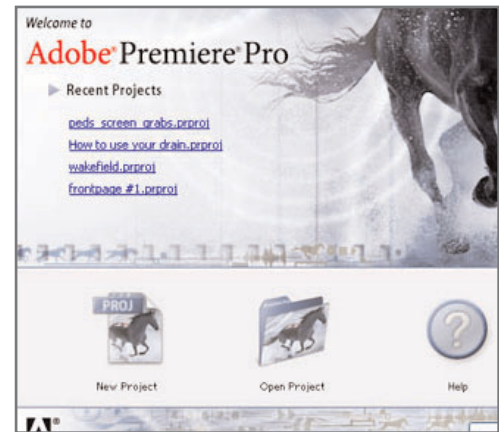 Welcome to
Adobe® Premiere® Pro
Recent Projects
peds_screen_grabs.prproj
How to use your drain.prproj
wakefield.prproj
frontpage #1.prproj
PROJ
New Project
Open Project
?
Help
®